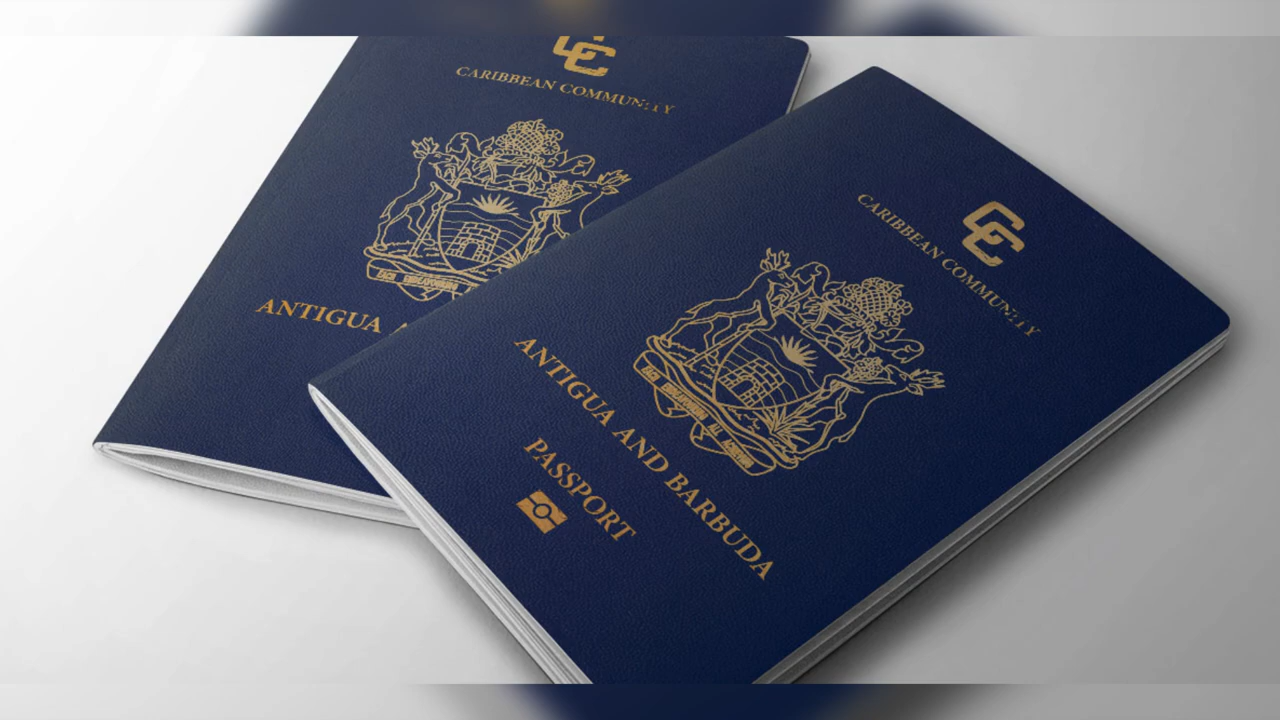 CARIBBEAN COMMUNITY
ANTIGUA
CARIBBEAN COMMUNITY
ANTIGUA AND BARBUDA
PASSPORT